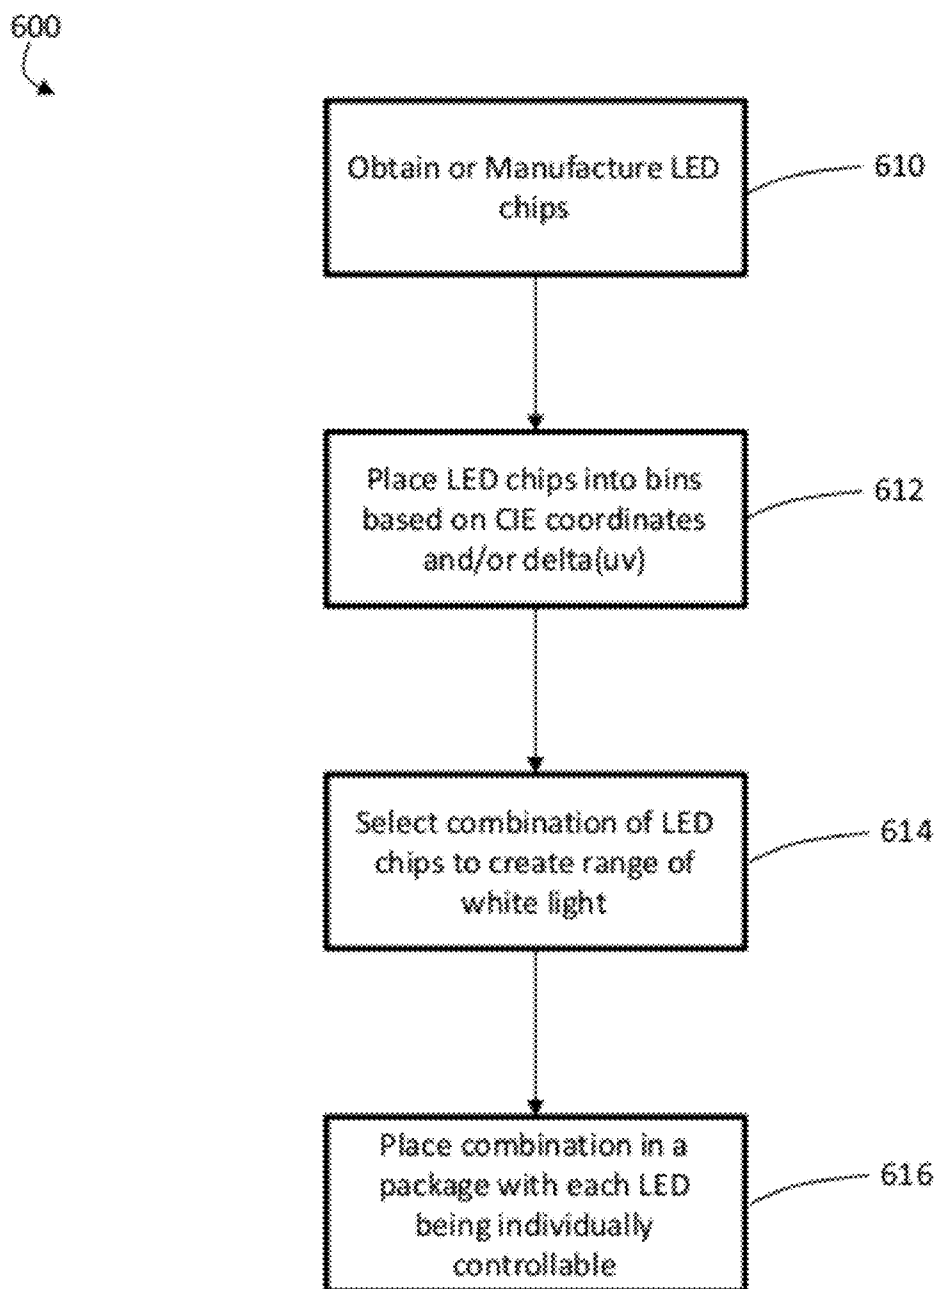 600
Obtain or Manufacture LED
chips
610
Place LED chips into bins
based on CIE coordinates
and/or delta(uv)
612
Select combination of LED
chips to create range of
white light
614
Place combination in a
package with each LED
being individually
controllable
616